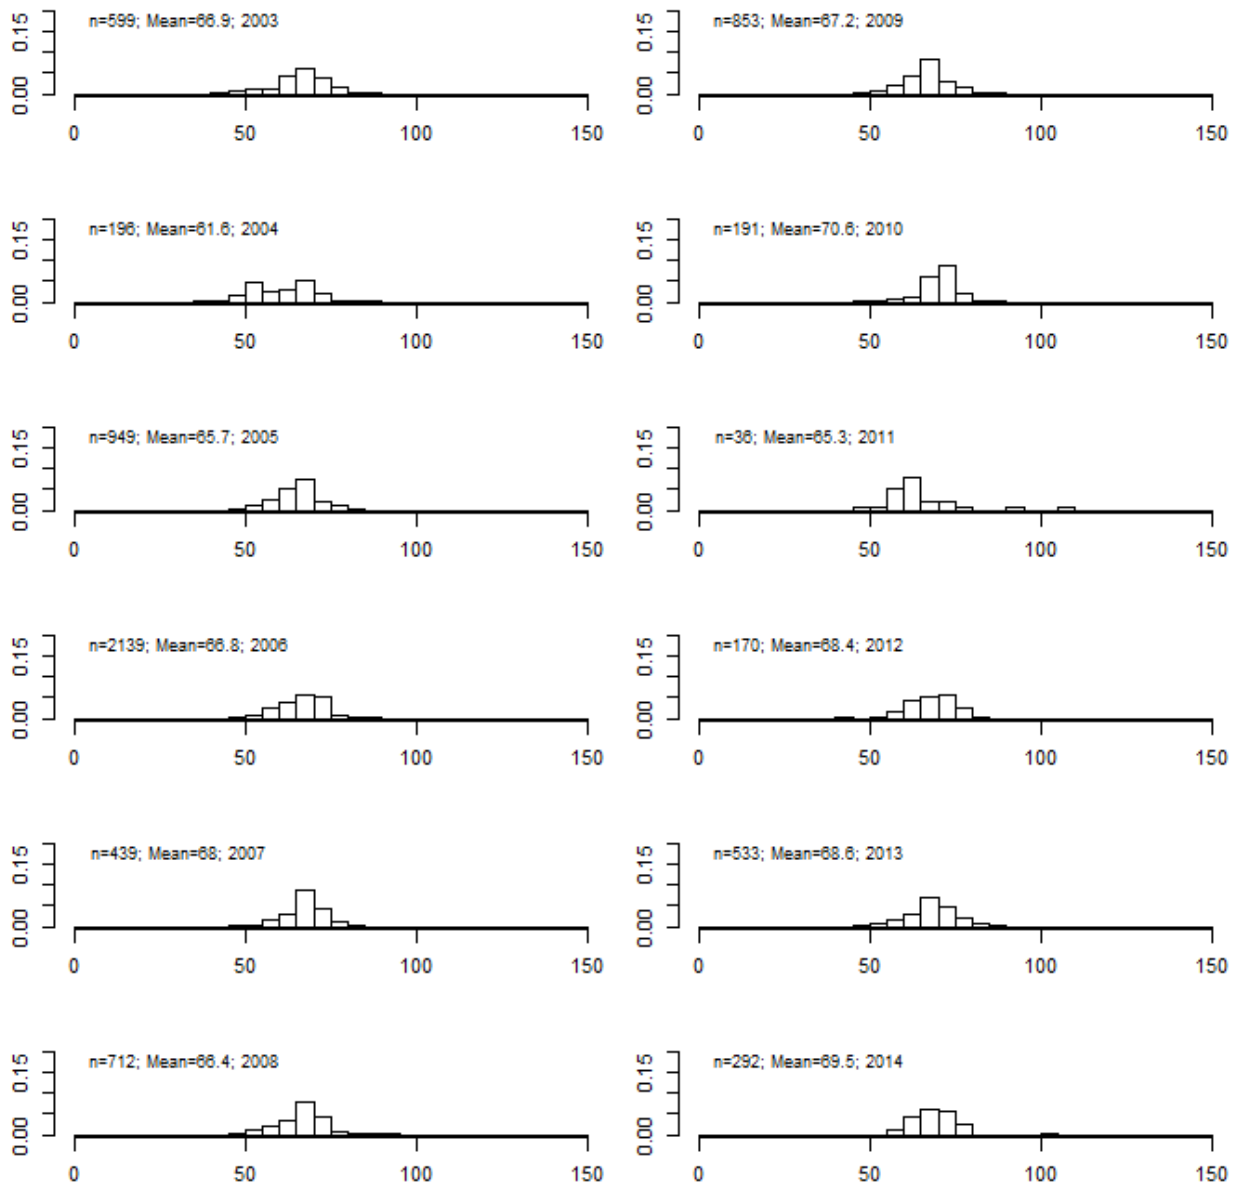 n=599; Mean=66.9; 2003
0.00 0.15
0 50 100 150
n=853; Mean=67.2; 2009
0.00 0.15
0 50 100 150
n=196; Mean=61.6; 2004
0.00 0.15
0 50 100 150
n=191; Mean=70.6; 2010
0.00 0.15
0 50 100 150
n=949; Mean=65.7; 2005
0.00 0.15
0 50 100 150
n=36; Mean=65.3; 2011
0.00 0.15
0 50 100 150
n=2139; Mean=66.8; 2006
0.00 0.15
0 50 100 150
n=170; Mean=68.4; 2012
0.00 0.15
0 50 100 150
n=439; Mean=68; 2007
0.00 0.15
0 50 100 150
n=533; Mean=68.6; 2013
0.00 0.15
0 50 100 150
n=712; Mean=66.4; 2008
0.00 0.15
0 50 100 150
n=292; Mean=69.5; 2014
0.00 0.15
0 50 100 150